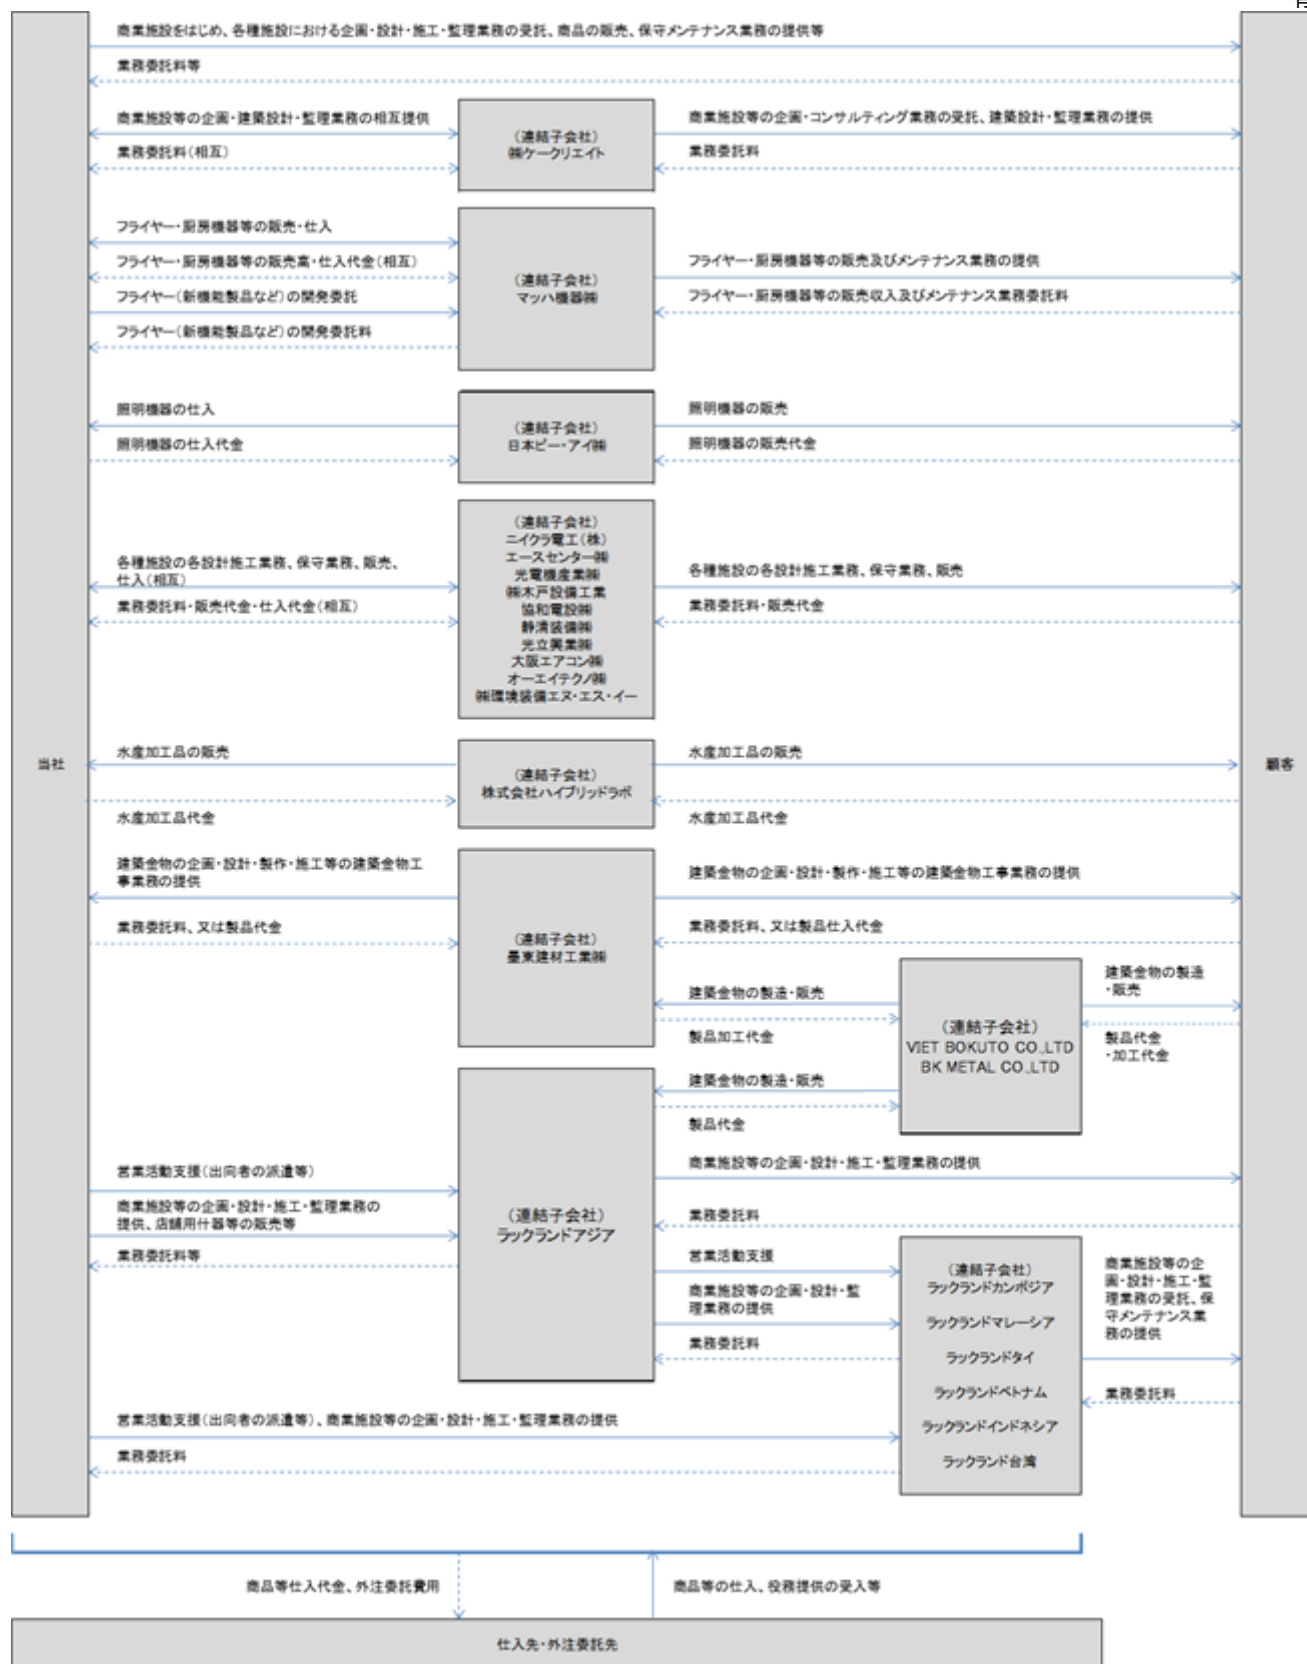 商業施設をはじめ、各種施設における企画・設計・施工・監理業務の受託、商品の販売、保守メンテナンス業務の提供等
業務委託料等
商業施設等の企画・建築設計・監理業務の相互提供
業務委託料(相互)
(連結子会社)
㈱ケークリエイト
商業施設等の企画・コンサルティング業務の受託、建築設計・監理業務の提供
業務委託料
フライヤー・厨房機器等の販売・仕入
フライヤー・厨房機器等の販売高・仕入代金(相互)
フライヤー(新機能製品など)の開発委託
フライヤー(新機能製品など)の開発委託料
(連結子会社)
マッハ機器㈱
フライヤー・厨房機器等の販売及びメンテナンス業務の提供
フライヤー・厨房機器等の販売収入及びメンテナンス業務委託料
照明機器の仕入
照明機器の仕入代金
(連結子会社)
日本ピー・アイ㈱
照明機器の販売
照明機器の販売代金
各種施設の各設計施工業務、保守業務、販売、
仕入(相互)
業務委託料・販売代金・仕入代金(相互)
(連結子会社)
ニイクラ電工(株)
エースセンター㈱
光電機産業㈱
㈱木戸設備工業
協和電設㈱
静清装備㈱
光立興業㈱
大阪エアコン㈱
オーエイテクノ㈱
㈱環境装備エヌ・エス・イー
各種施設の各設計施工業務、保守業務、販売
業務委託料・販売代金
当社
顧客
水産加工品の販売
水産加工品代金
(連結子会社)
株式会社ハイブリッドラボ
水産加工品の販売
水産加工品代金
建築金物の企画・設計・製作・施工等の建築金物工
事業務の提供
業務委託料、又は製品代金
(連結子会社)
墨東建材工業㈱
建築金物の企画・設計・製作・施工等の建築金物工事業務の提供
業務委託料、又は製品仕入代金
建築金物の製造・販売
製品加工代金
(連結子会社)
VIET BOKUTO CO.,LTD
BK METAL CO.,LTD
建築金物の製造
・販売
製品代金
・加工代金
建築金物の製造・販売
製品代金
営業活動支援(出向者の派遣等)
商業施設等の企画・設計・施工・監理業務の
提供、店舗用什器等の販売等
業務委託料等
(連結子会社)
ラックランドアジア
商業施設等の企画・設計・施工・監理業務の提供
業務委託料
営業活動支援
商業施設等の企画・設計・監
理業務の提供
業務委託料
(連結子会社)
ラックランドカンボジア
ラックランドマレーシア
ラックランドタイ
ラックランドベトナム
ラックランドインドネシア
ラックランド台湾
商業施設等の企
画・設計・施工・監
理業務の受託、保
守メンテナンス業
務の提供
業務委託料
営業活動支援(出向者の派遣等)、商業施設等の企画・設計・施工・監理業務の提供
業務委託料
商品等仕入代金、外注委託費用
商品等の仕入、役務提供の受入等
仕入先・外注委託先